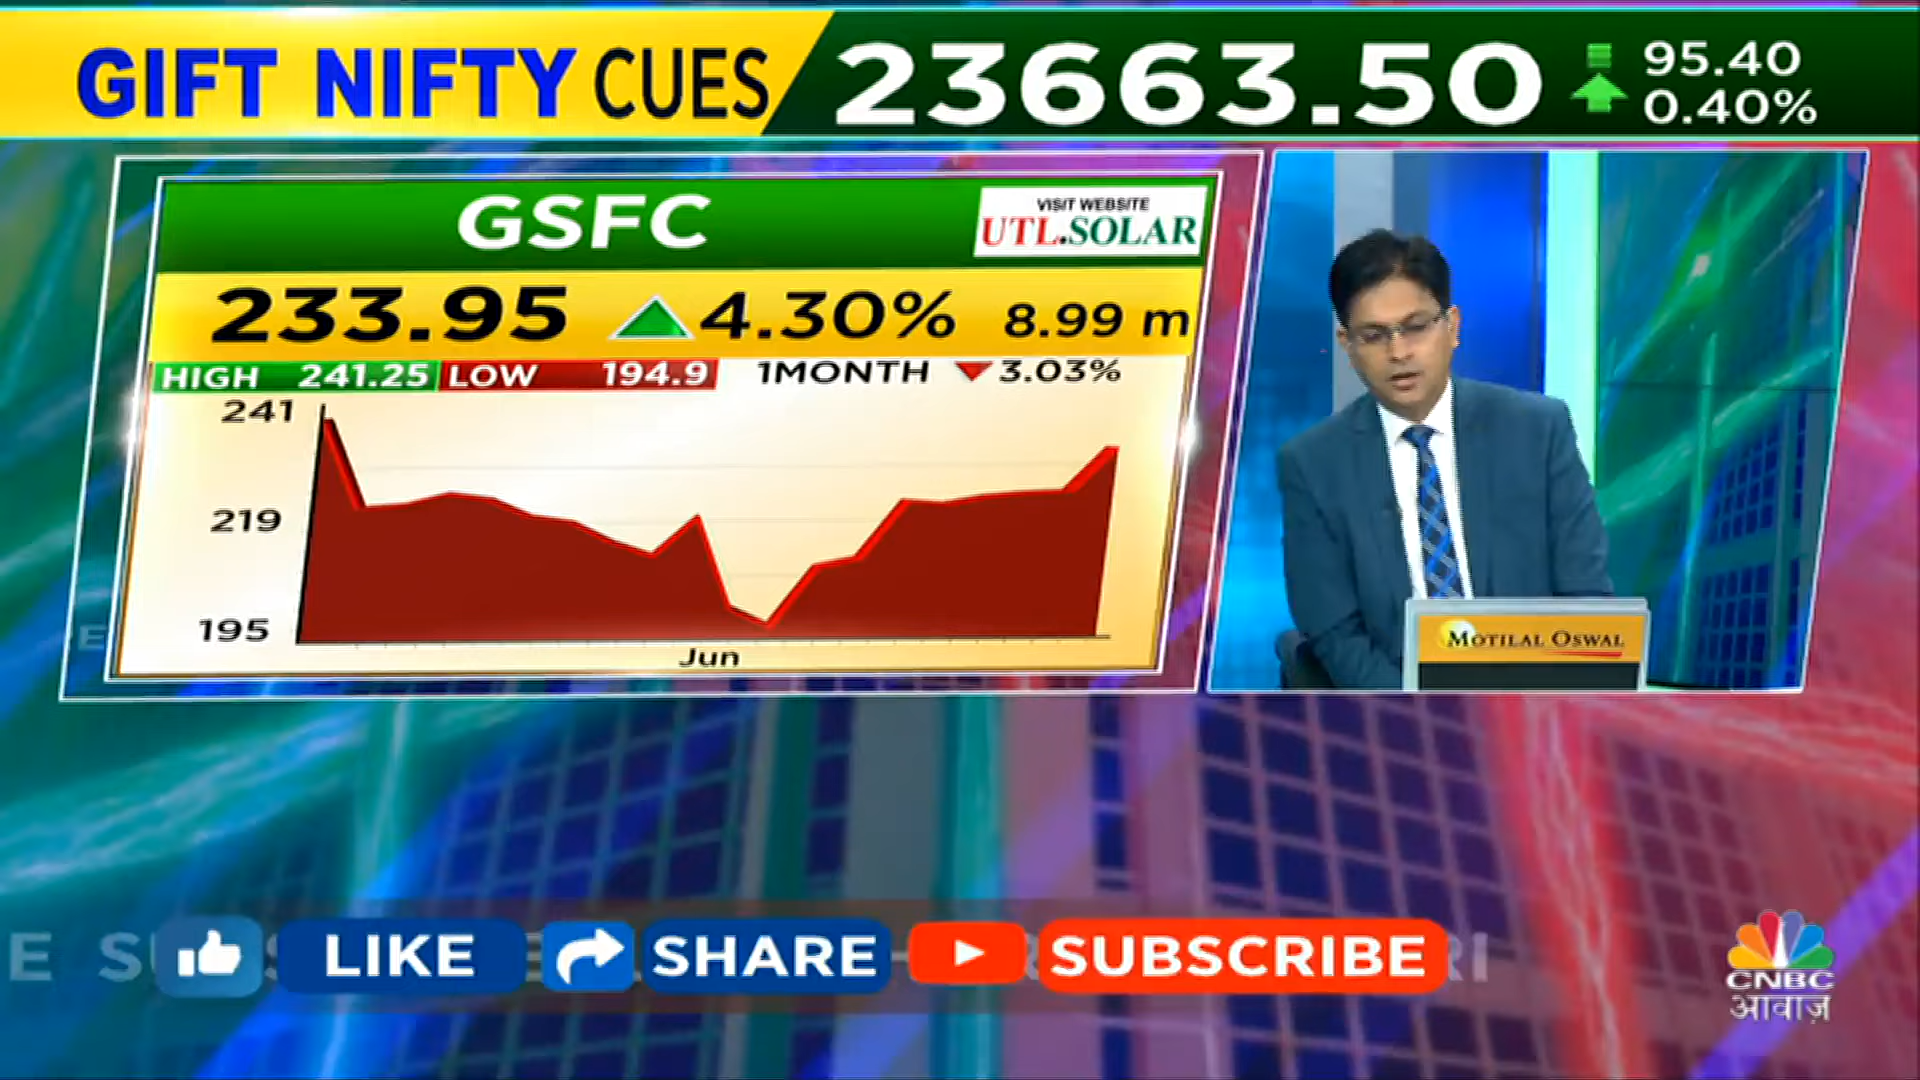 GIFT NIFTY CUES
23663.50
95.40
0.40%
GSFC
VISIT WEBSITE
UTL.SOLAR
233.95
4.30%
8.99 m
HIGH 241.25
LOW 194.9
1MONTH 3.03%
241
219
195
Jun
MOTILAL OSWAL
LIKE
SHARE
SUBSCRIBE
CNBC
आवाज़